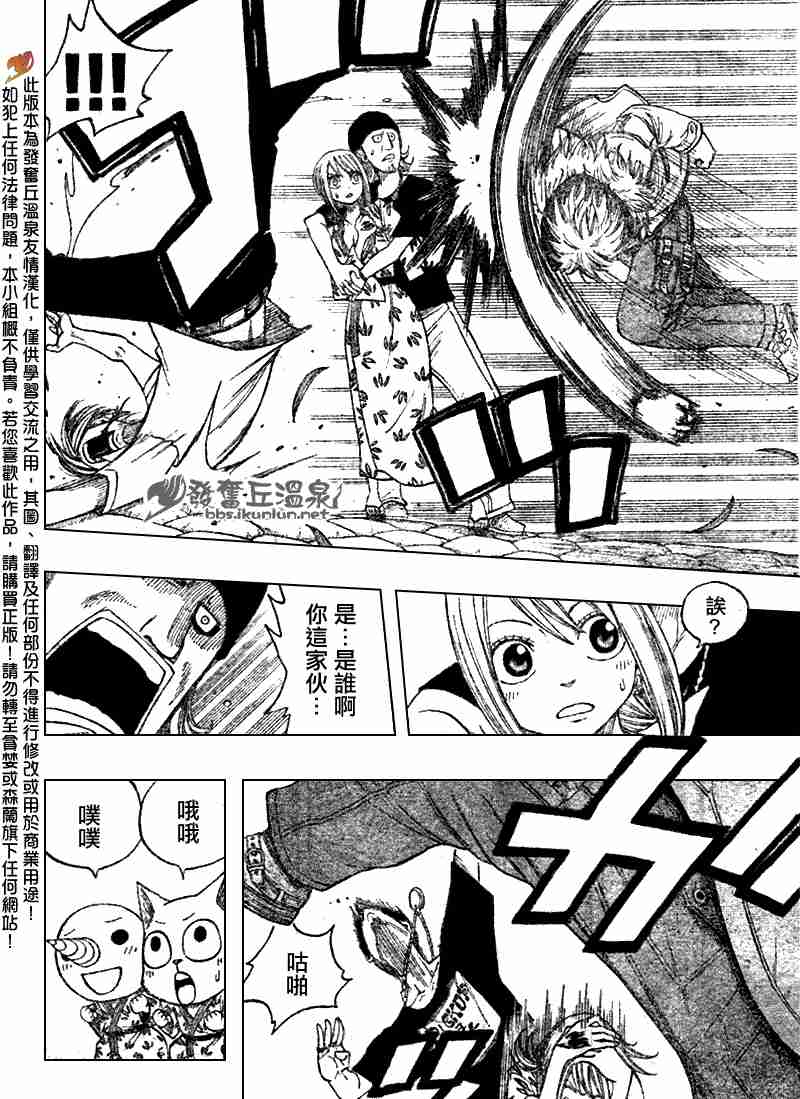 此版本為發奮丘溫泉友情漢化，僅供學習交流之用，其圖、翻譯及任何部份不得進行修改或用於商業用途！
如犯上任何法律問題，本小組概不負責。若您喜歡此作品，請購買正版！請勿轉至貪婪或森蘭旗下任何網站！
!!!
發奮丘溫泉
bbs.ikunlun.net
誒?
是…是誰啊
你這家伙…
哦哦
噗噗
咕啪